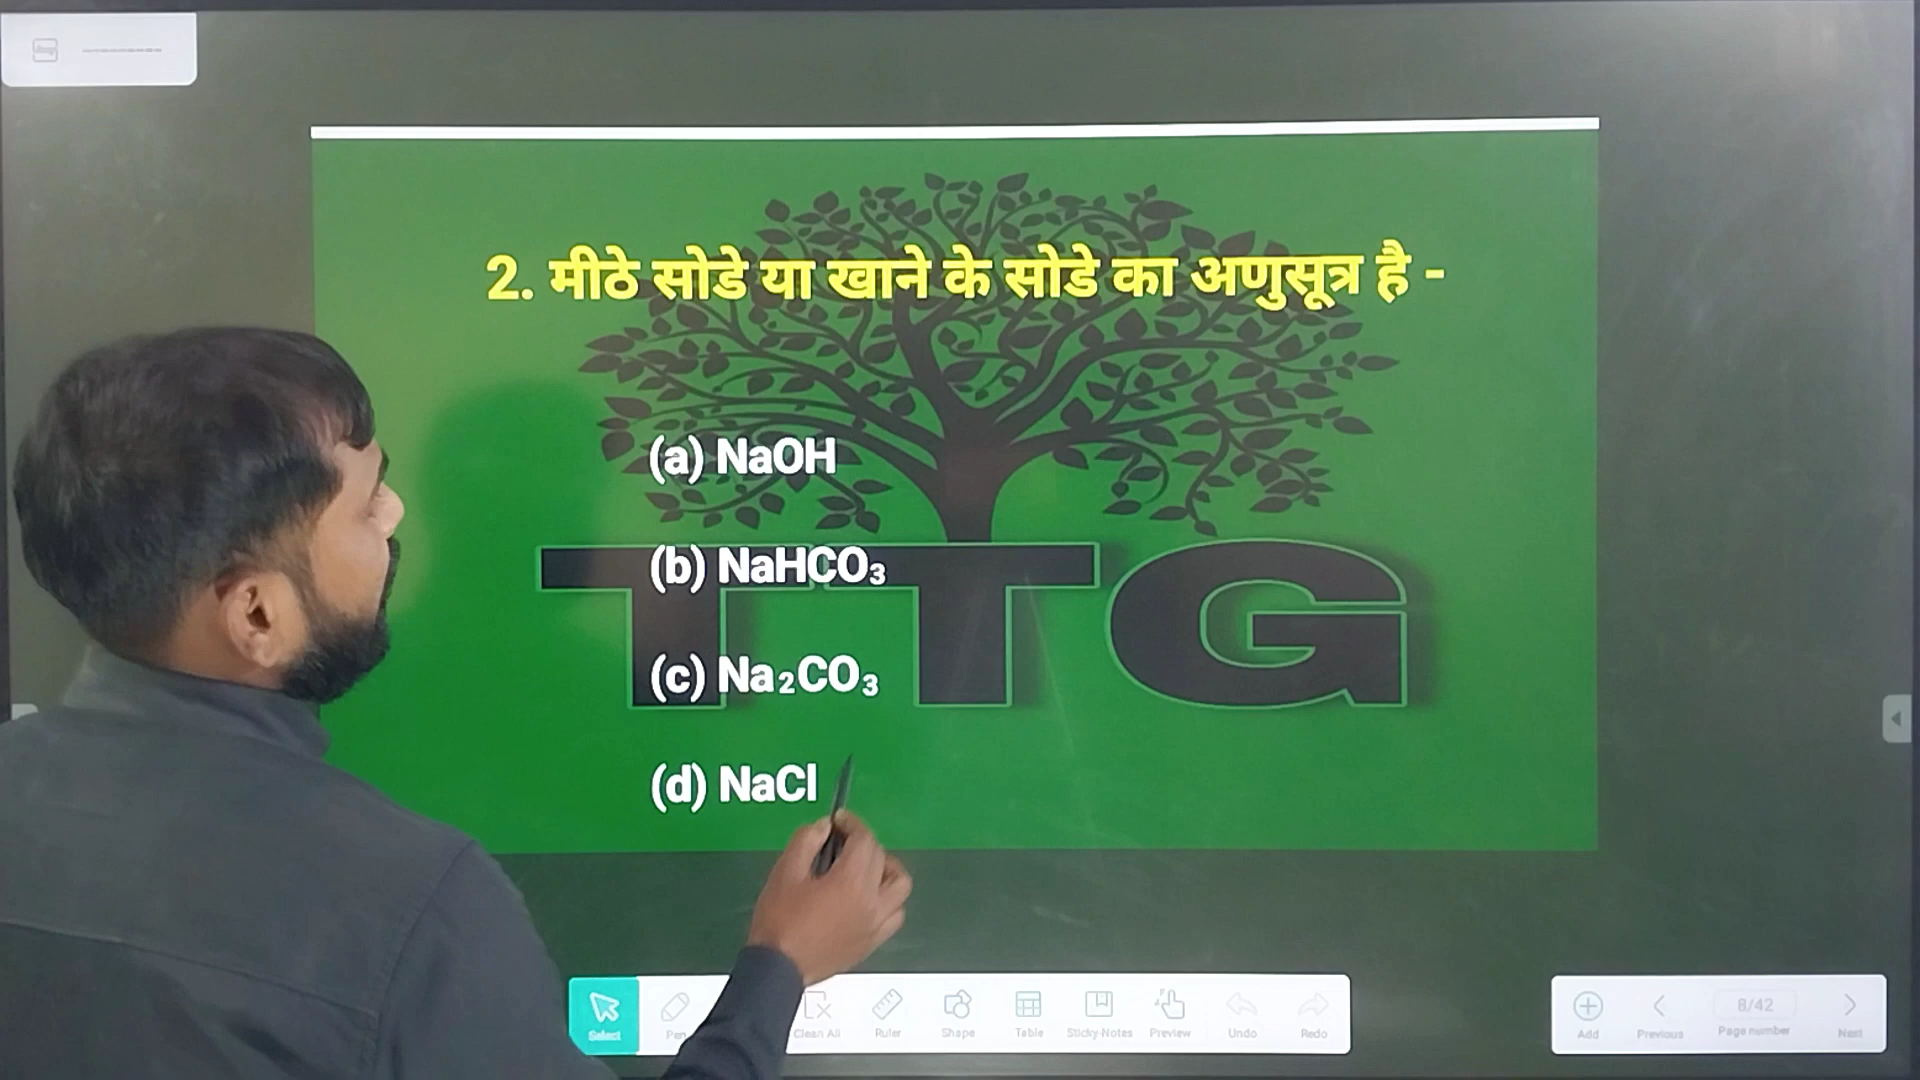 2. मीठे सोडे या खाने के सोडे का अणुसूत्र है -
(a) NaOH
(b) NaHCO₃
(c) Na₂CO₃
(d) NaCl
TTG
Select
Pen
Clean All
Ruler
Shape
Table
Sticky-Notes
Preview
Undo
Redo
Add
Previous
8/42
Page number
Next